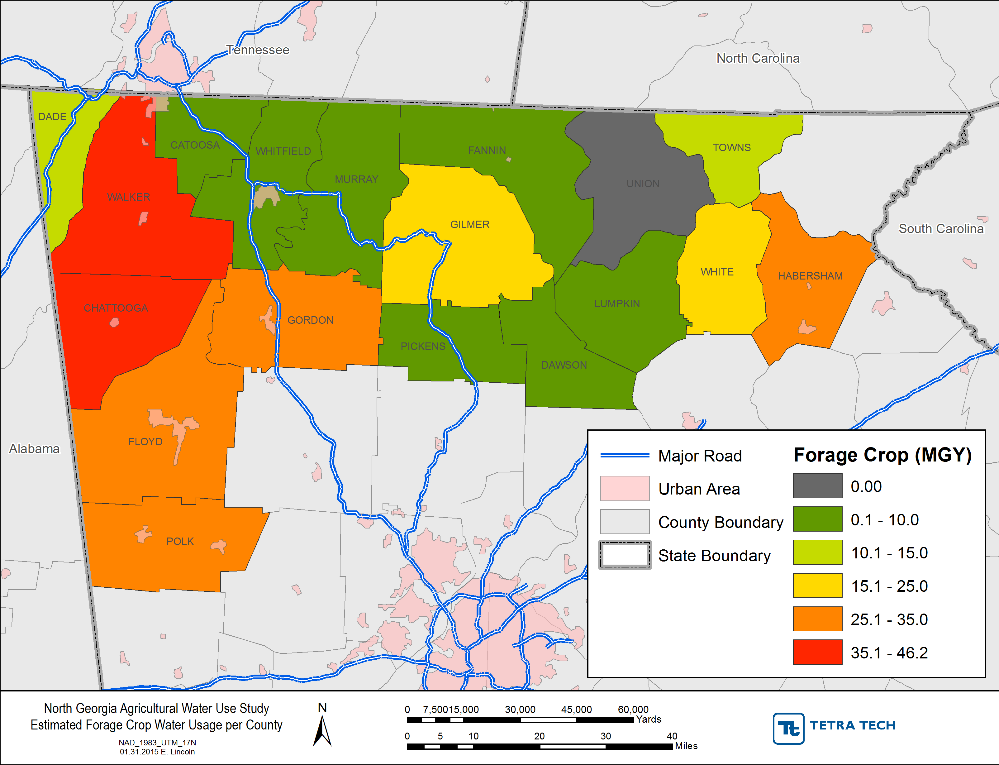 Tennessee
North Carolina
DADE
CATOOSA
WHITFIELD
FANNIN
TOWNS
MURRAY
UNION
WALKER
GILMER
South Carolina
WHITE
HABERSHAM
LUMPKIN
CHATTOOGA
GORDON
PICKENS
DAWSON
FLOYD
Alabama
POLK
Major Road
Urban Area
County Boundary
State Boundary
Forage Crop (MGY)
0.00
0.1 - 10.0
10.1 - 15.0
15.1 - 25.0
25.1 - 35.0
35.1 - 46.2
North Georgia Agricultural Water Use Study
Estimated Forage Crop Water Usage per County
NAD_1983_UTM_17N
01.31.2015 E. Lincoln
N
0 7,50015,000 30,000 45,000 60,000
Yards
0 5 10 20 30 40
Miles
Tt TETRA TECH